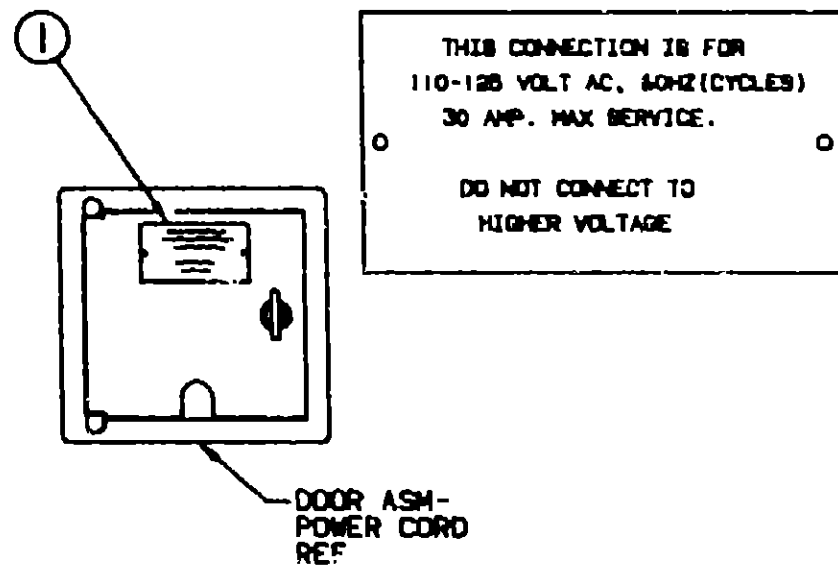 1
THIS CONNECTION IS FOR
110-125 VOLT AC, 60HZ(CYCLES)
30 AMP. MAX SERVICE.
DO NOT CONNECT TO
HIGHER VOLTAGE
DOOR ASM-
POWER CORD
REF